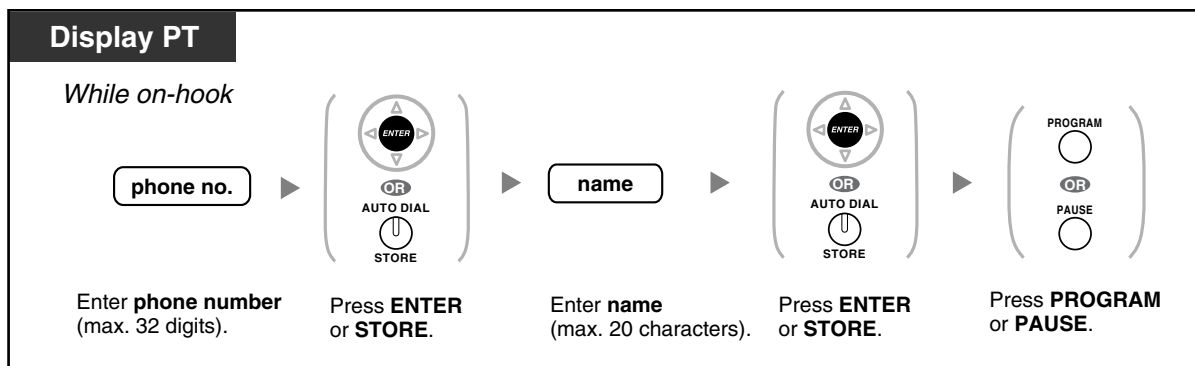 Display PT
While on-hook
phone no.
ENTER
OR
AUTO DIAL
STORE
name
ENTER
OR
AUTO DIAL
STORE
PROGRAM
OR
PAUSE
Enter phone number
(max. 32 digits).
Press ENTER
or STORE.
Enter name
(max. 20 characters).
Press ENTER
or STORE.
Press PROGRAM
or PAUSE.